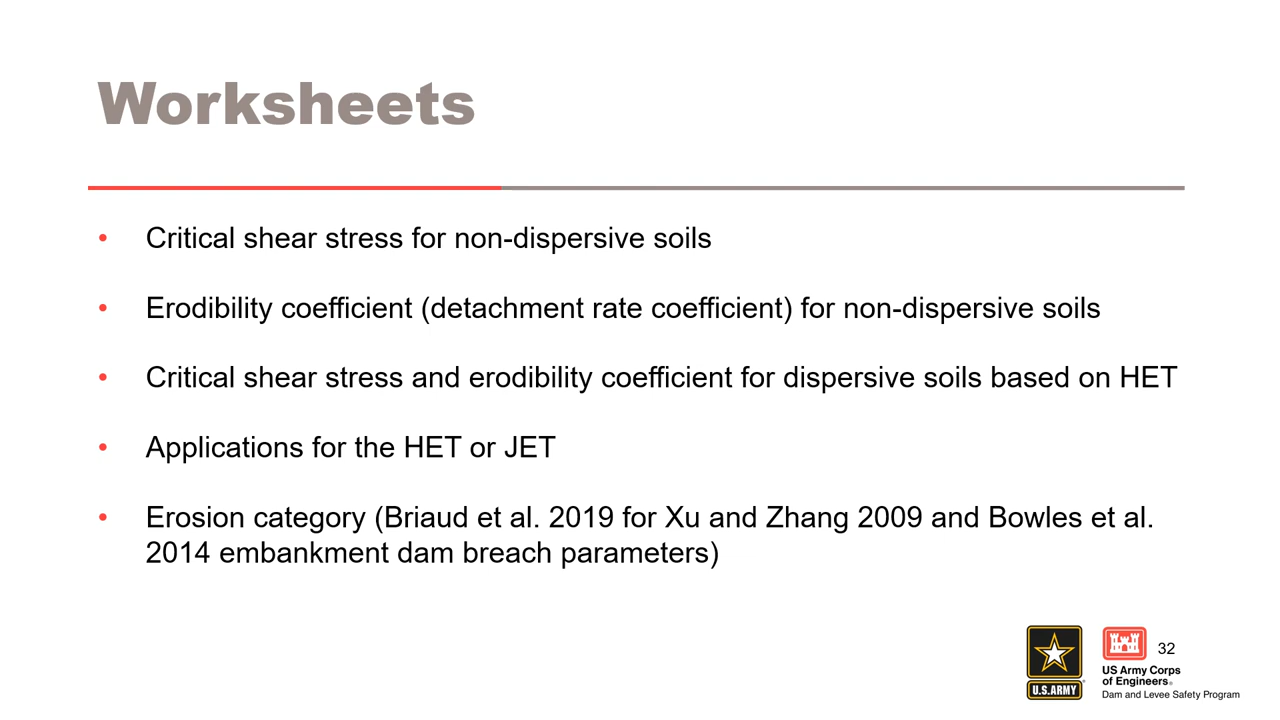 Worksheets
• Critical shear stress for non-dispersive soils
• Erodibility coefficient (detachment rate coefficient) for non-dispersive soils
• Critical shear stress and erodibility coefficient for dispersive soils based on HET
• Applications for the HET or JET
• Erosion category (Briaud et al. 2019 for Xu and Zhang 2009 and Bowles et al.
2014 embankment dam breach parameters)
32
U.S.ARMY
US Army Corps
of Engineers®
Dam and Levee Safety Program